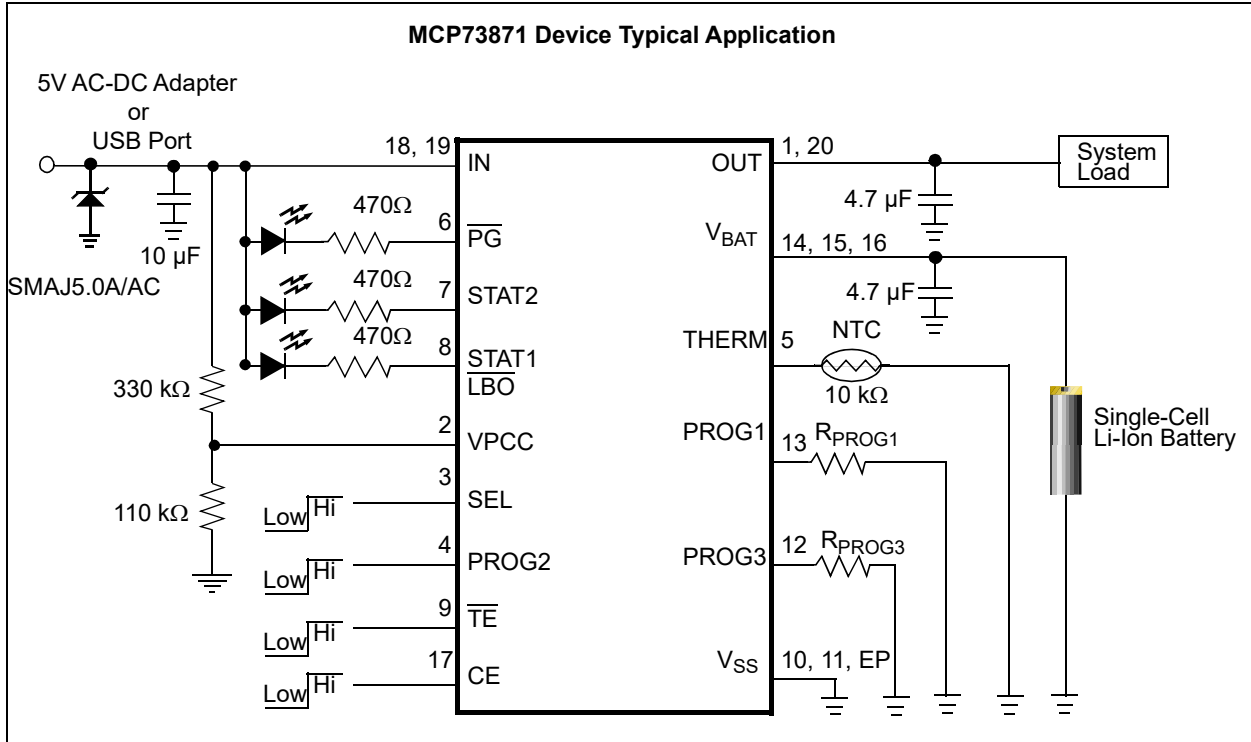 MCP73871 Device Typical Application
5V AC-DC Adapter
or
USB Port
SMAJ5.0A/AC
10 µF
330 kΩ
110 kΩ
470Ω
470Ω
470Ω
18, 19
IN
6
PG
7
STAT2
8
STAT1
LBO
2
VPCC
3
SEL
Low Hi
4
PROG2
Low Hi
9
TE
Low Hi
17
CE
Low Hi
OUT
1, 20
System
Load
4.7 µF
VBAT
14, 15, 16
4.7 µF
THERM
5
NTC
10 kΩ
PROG1
13
RPROG1
Single-Cell
Li-Ion Battery
PROG3
12
RPROG3
VSS
10, 11, EP